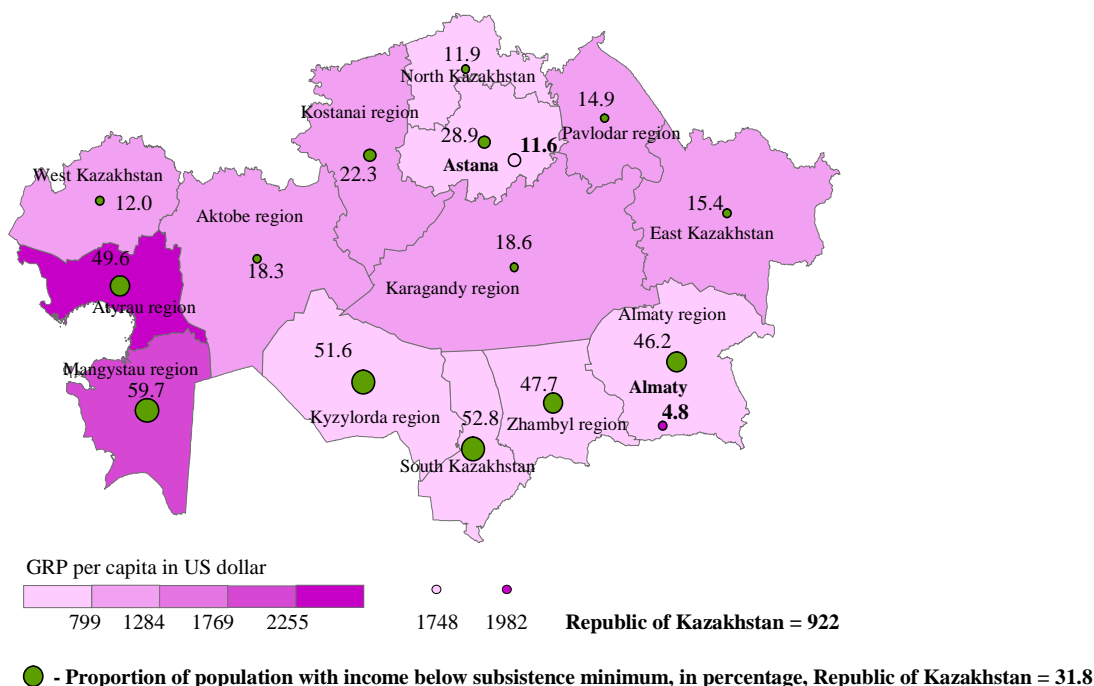 11.9
North Kazakhstan
Kostanai region
14.9
Pavlodar region
28.9
11.6
Astana
22.3
West Kazakhstan
12.0
Aktobe region
18.3
15.4
East Kazakhstan
18.6
Karagandy region
49.6
Atyrau region
Mangystau region
59.7
51.6
Kyzylorda region
52.8
South Kazakhstan
47.7
Zhambyl region
Almaty region
46.2
Almaty
4.8
GRP per capita in US dollar
799 1284 1769 2255 1748 1982 Republic of Kazakhstan = 922
- Proportion of population with income below subsistence minimum, in percentage, Republic of Kazakhstan = 31.8